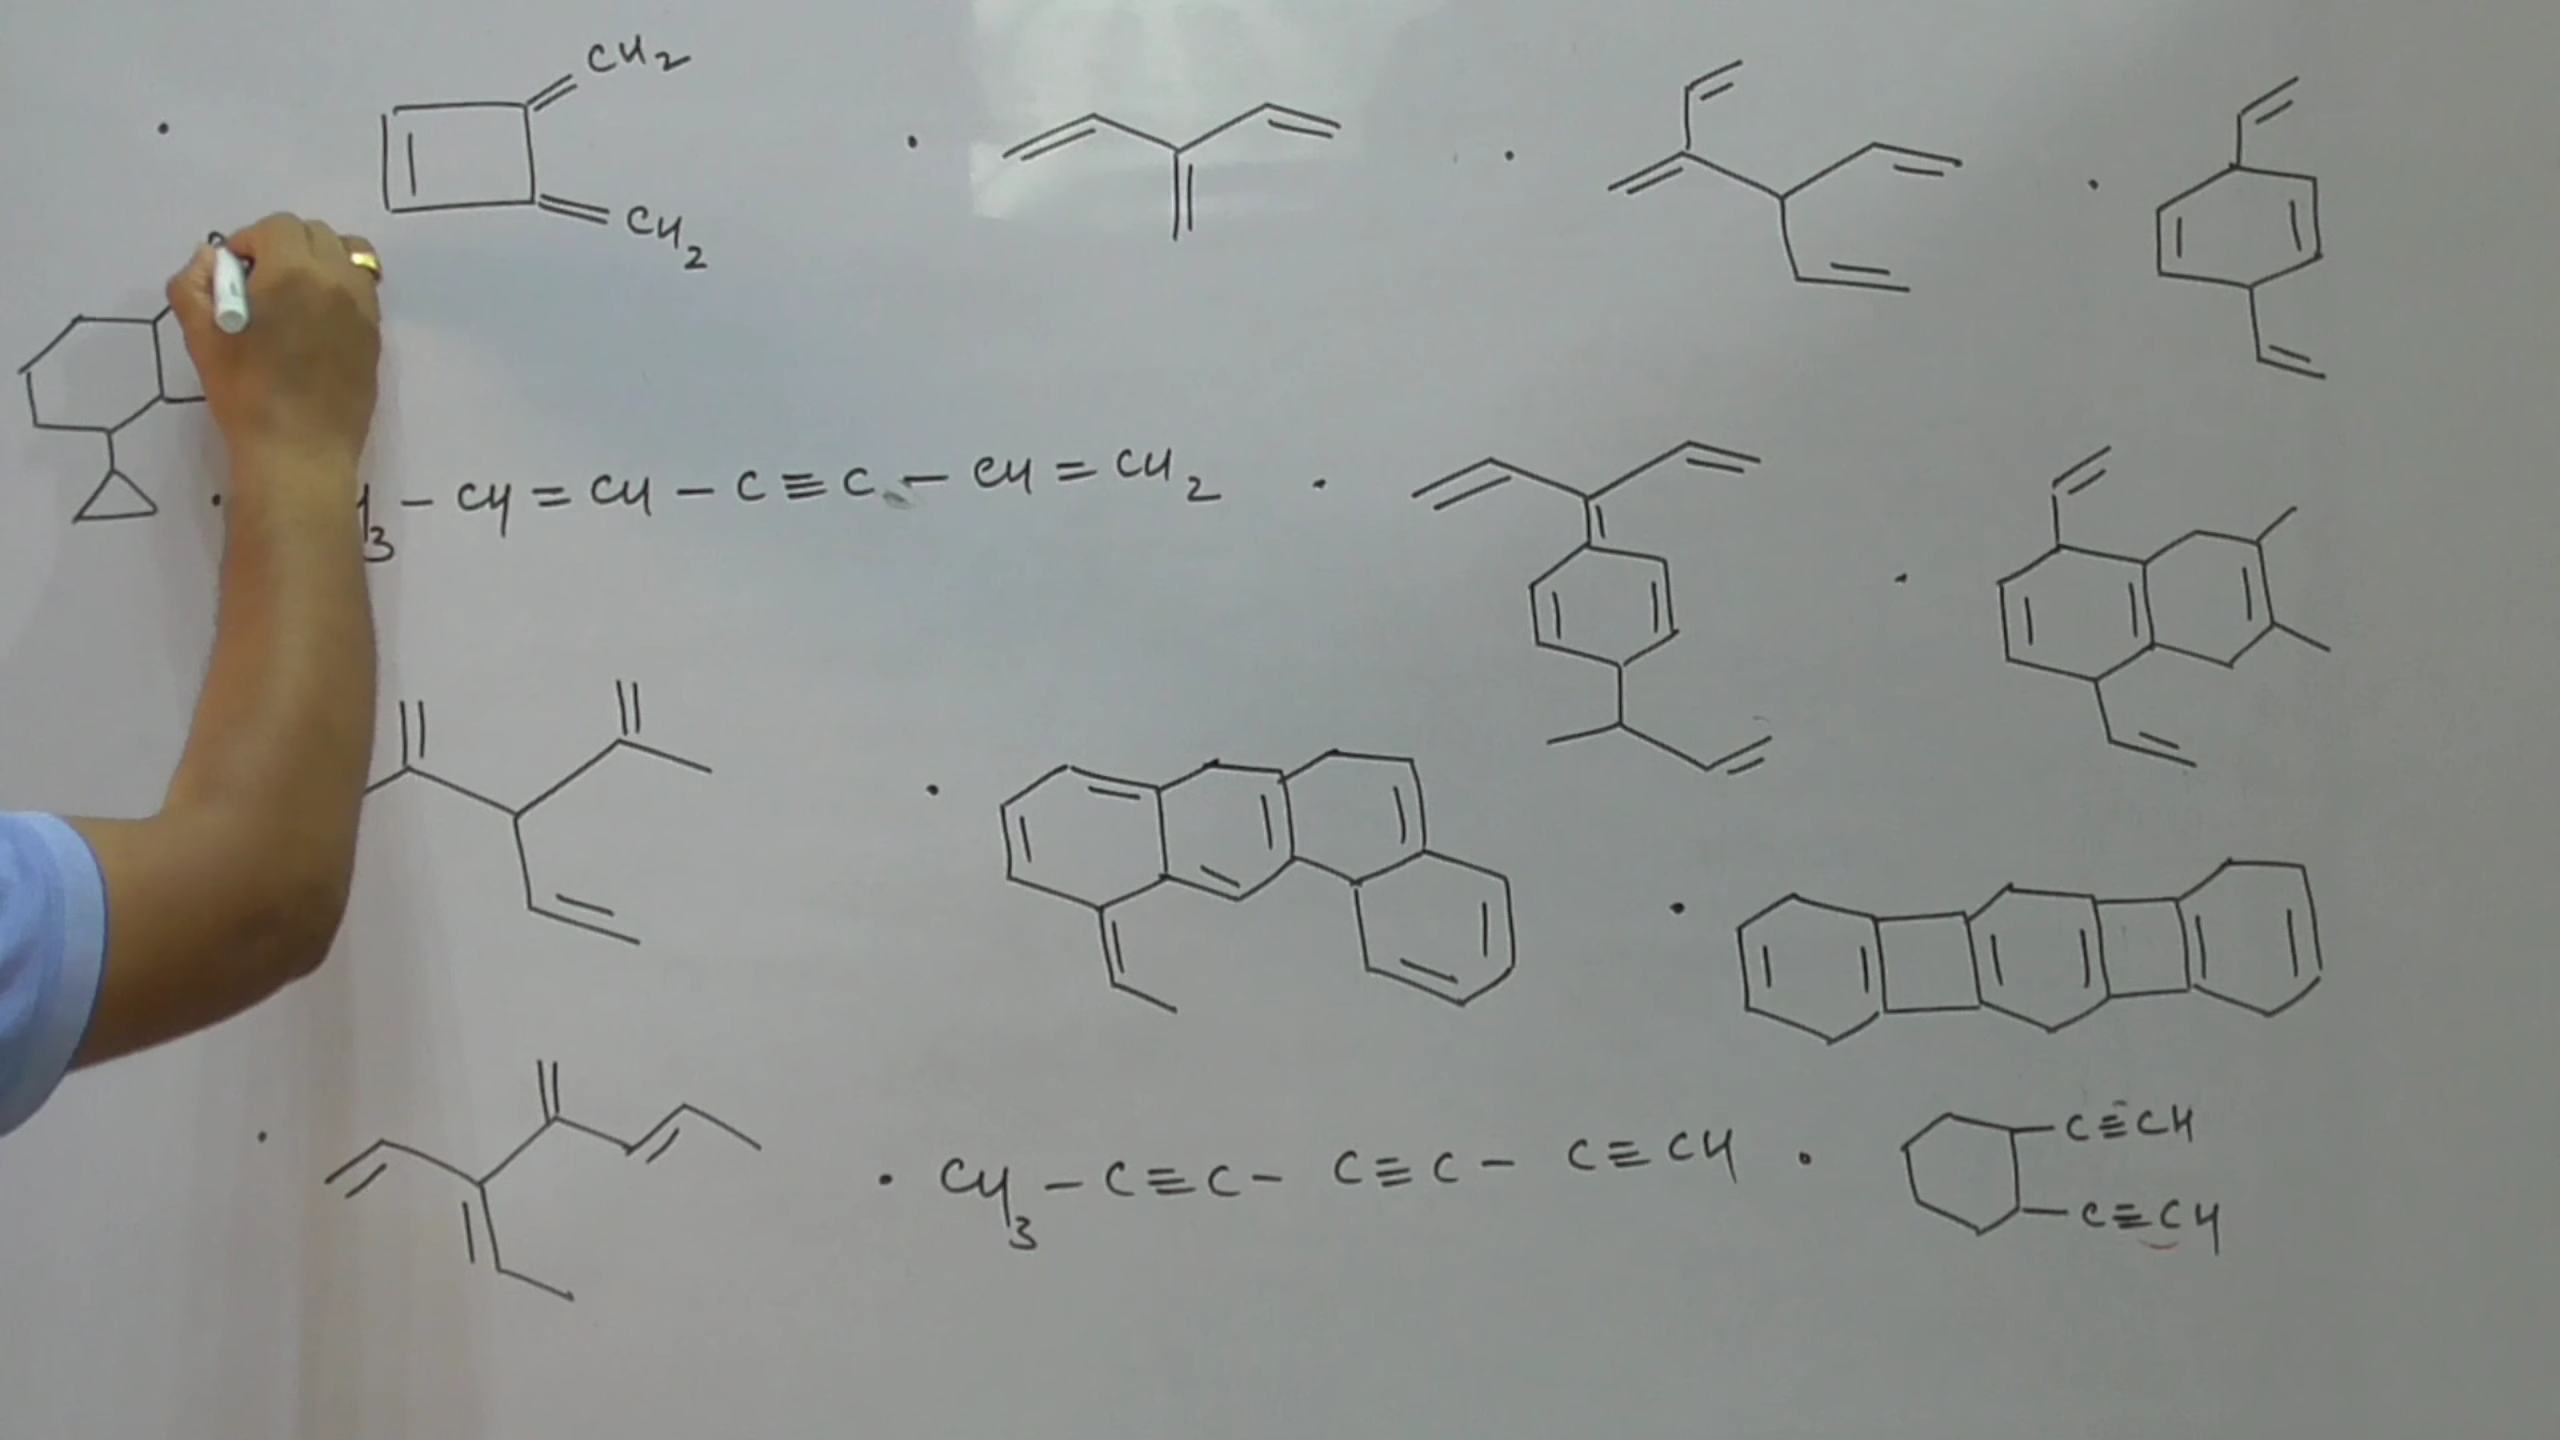 CH2
CH2
3 – CH = CH – C ≡ C – CH = CH2
CH3 – C ≡ C – C ≡ C – C ≡ CH
C≡CH
C≡CH